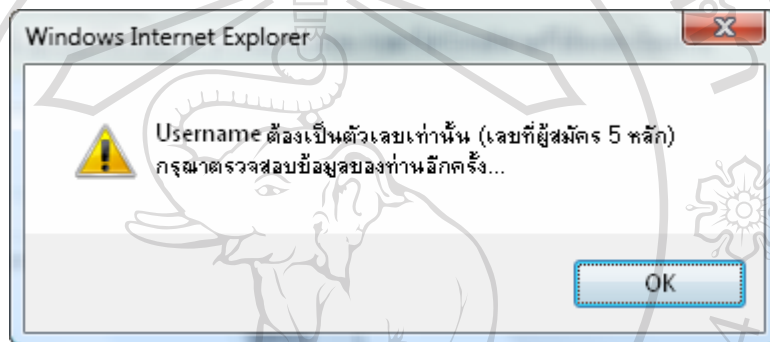 Windows Internet Explorer
Username ต้องเป็นตัวเลขเท่านั้น (เลขที่ผู้สมัคร 5 หลัก)
กรุณาตรวจสอบข้อมูลของท่านอีกครั้ง...
OK